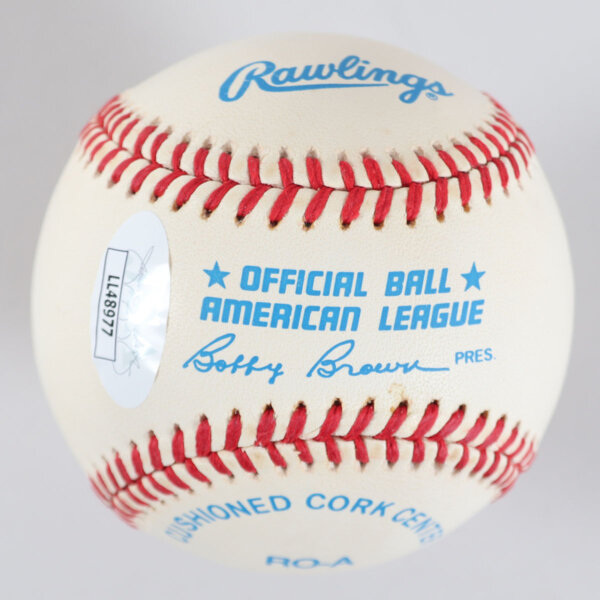 Rawlings®
★ OFFICIAL BALL ★
AMERICAN LEAGUE
Bobby Brown PRES.
LL48977
CUSHIONED CORK CENTER
RO-A